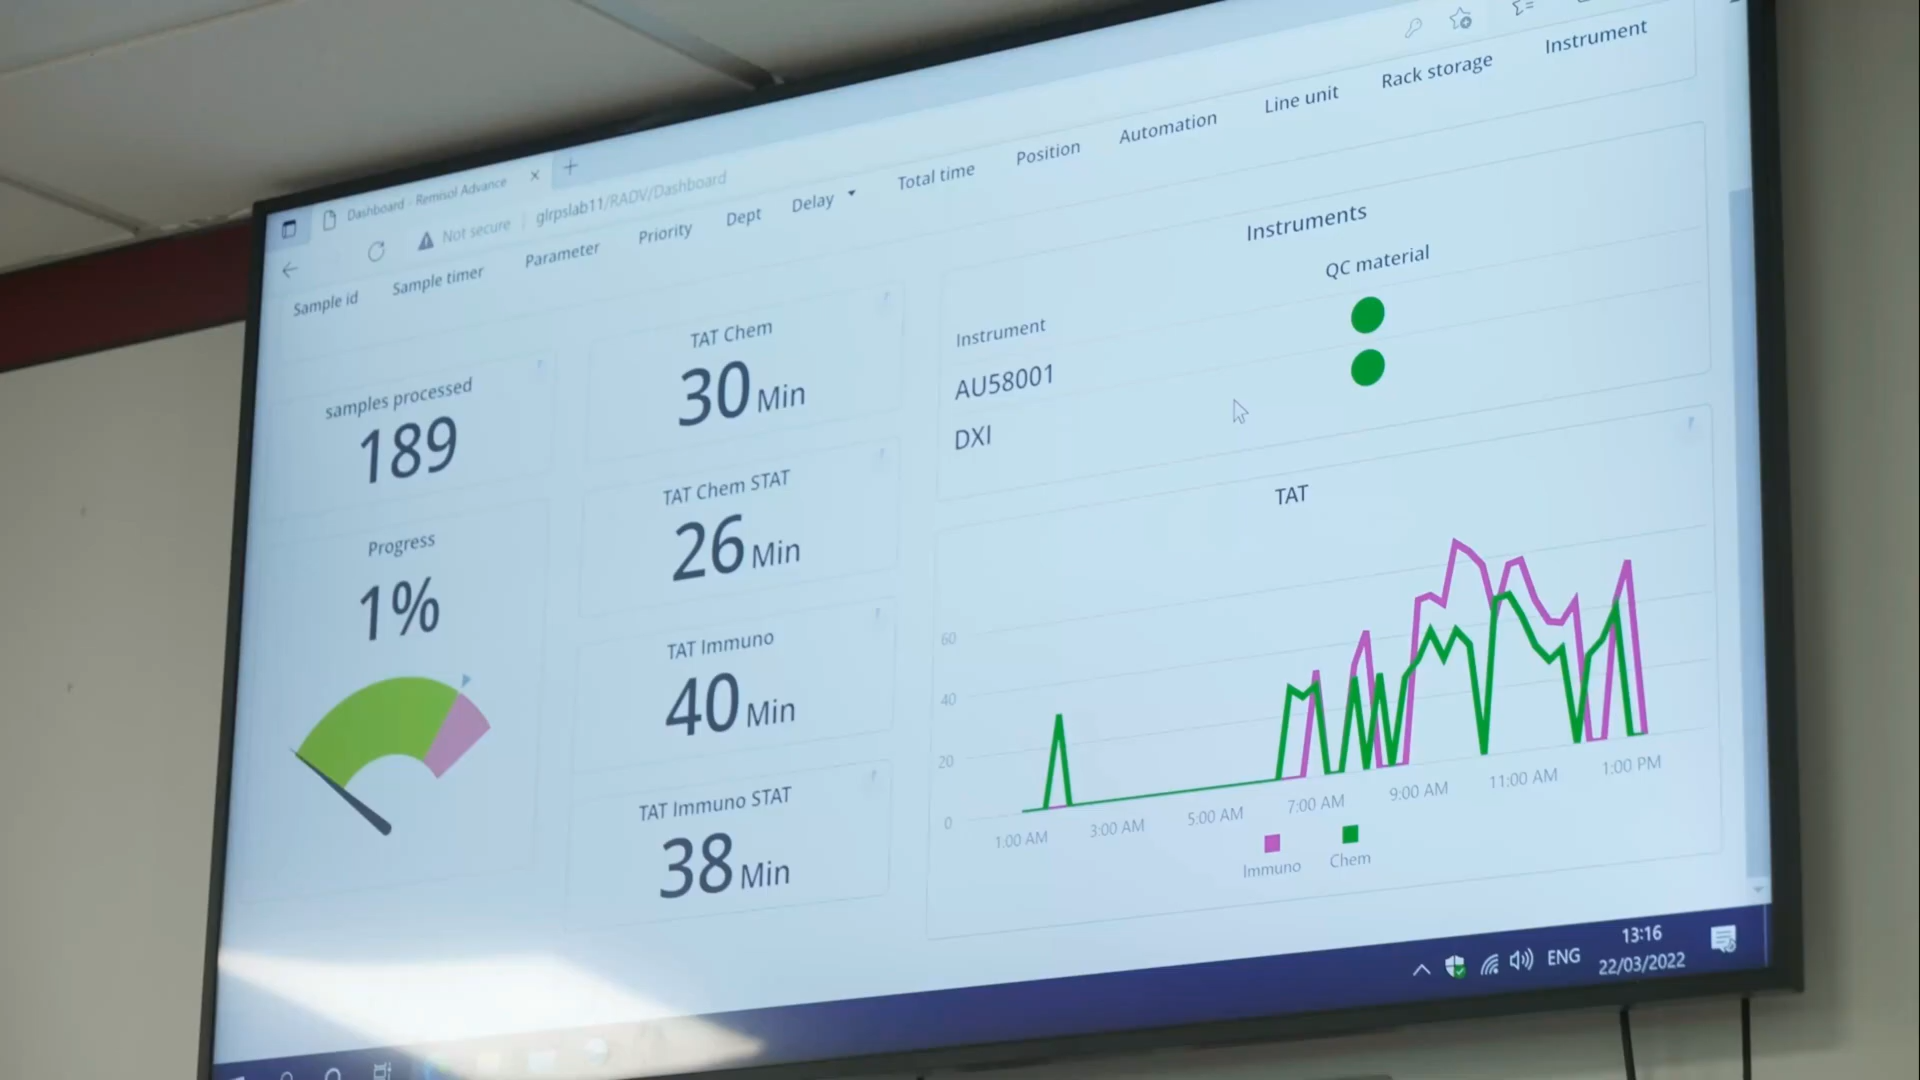 Dashboard - Remisol Advance
Not secure glrpslab11/RADV/Dashboard
Sample id Sample timer Parameter Priority Dept Delay Total time Position Automation Line unit Rack storage Instrument
samples processed
189
Progress
1%
TAT Chem
30 Min
TAT Chem STAT
26 Min
TAT Immuno
40 Min
TAT Immuno STAT
38 Min
Instruments
Instrument QC material
AU58001
DXI
TAT
60
40
20
0
1:00 AM 3:00 AM 5:00 AM 7:00 AM 9:00 AM 11:00 AM 1:00 PM
Immuno Chem
ENG
13:16
22/03/2022